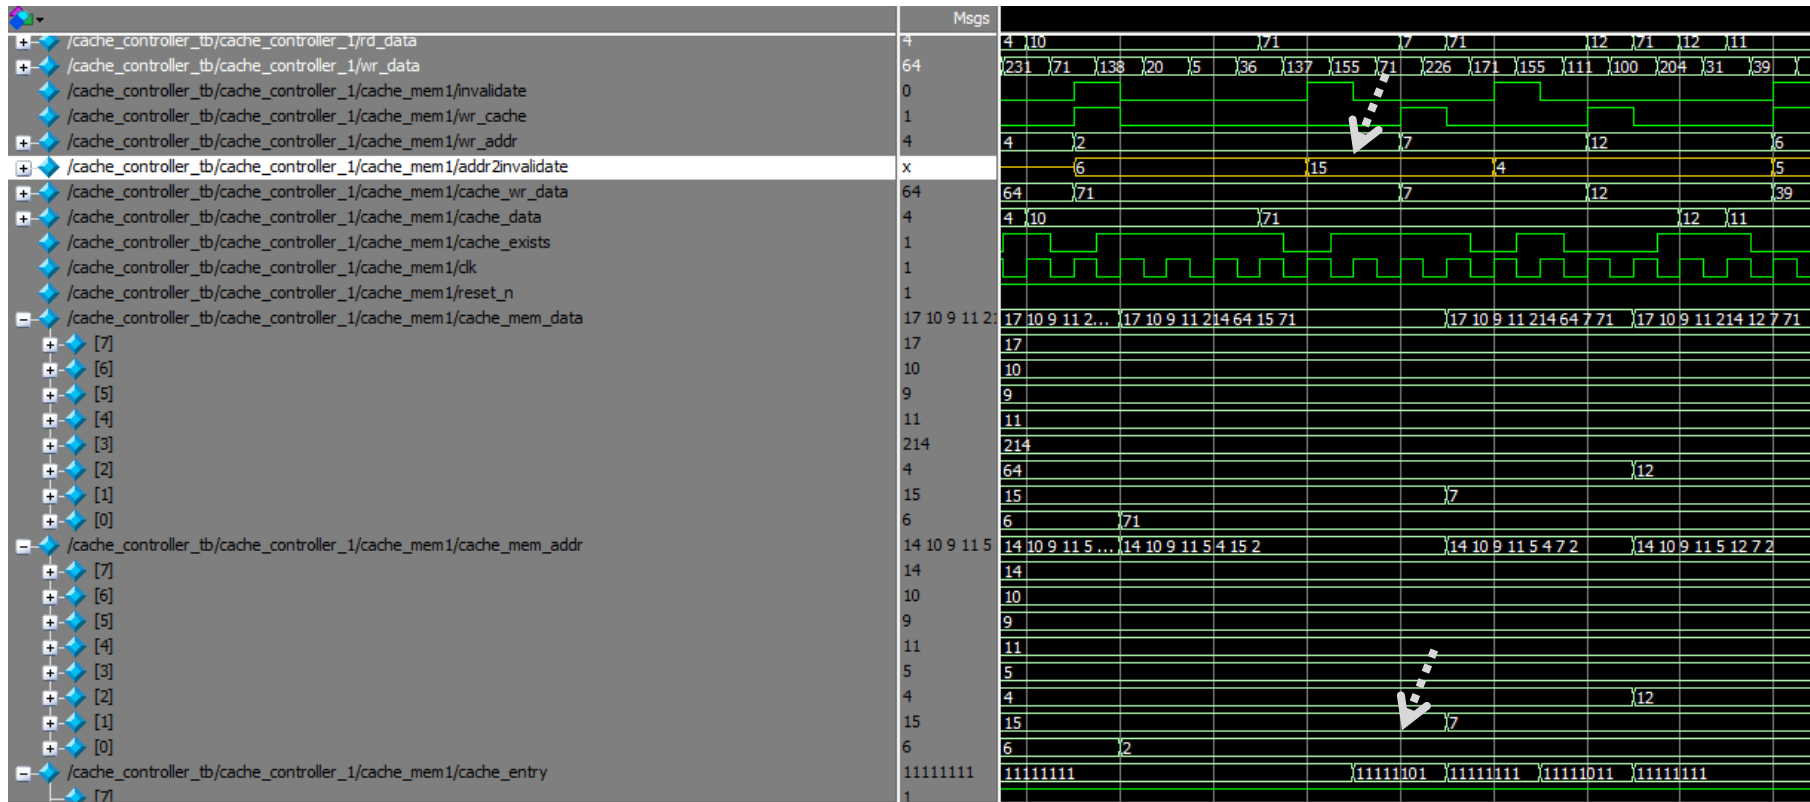 Msgs
/cache_controller_tb/cache_controller_1/rd_data 4 4 10 71 7 71 12 71 12 11
/cache_controller_tb/cache_controller_1/wr_data 64 231 71 138 20 5 36 137 155 71 226 171 155 111 100 204 31 39
/cache_controller_tb/cache_controller_1/cache_mem1/invalidate 0
/cache_controller_tb/cache_controller_1/cache_mem1/wr_cache 1
/cache_controller_tb/cache_controller_1/cache_mem1/wr_addr 4 4 2 7 12 6
/cache_controller_tb/cache_controller_1/cache_mem1/addr2invalidate x 6 15 4 5
/cache_controller_tb/cache_controller_1/cache_mem1/cache_wr_data 64 64 71 7 12 39
/cache_controller_tb/cache_controller_1/cache_mem1/cache_data 4 4 10 71 12 11
/cache_controller_tb/cache_controller_1/cache_mem1/cache_exists 1
/cache_controller_tb/cache_controller_1/cache_mem1/clk 1
/cache_controller_tb/cache_controller_1/cache_mem1/reset_n 1
/cache_controller_tb/cache_controller_1/cache_mem1/cache_mem_data 17 10 9 11 2 17 10 9 11 2... 17 10 9 11 214 64 15 71 17 10 9 11 214 64 7 71 17 10 9 11 214 12 7 71
[7] 17 17
[6] 10 10
[5] 9 9
[4] 11 11
[3] 214 214
[2] 4 64 12
[1] 15 15 7
[0] 6 6 71
/cache_controller_tb/cache_controller_1/cache_mem1/cache_mem_addr 14 10 9 11 5 14 10 9 11 5 ... 14 10 9 11 5 4 15 2 14 10 9 11 5 4 7 2 14 10 9 11 5 12 7 2
[7] 14 14
[6] 10 10
[5] 9 9
[4] 11 11
[3] 5 5
[2] 4 4 12
[1] 15 15 7
[0] 6 6 2
/cache_controller_tb/cache_controller_1/cache_mem1/cache_entry 11111111 11111111 11111101 11111111 11111011 11111111
[7] 1